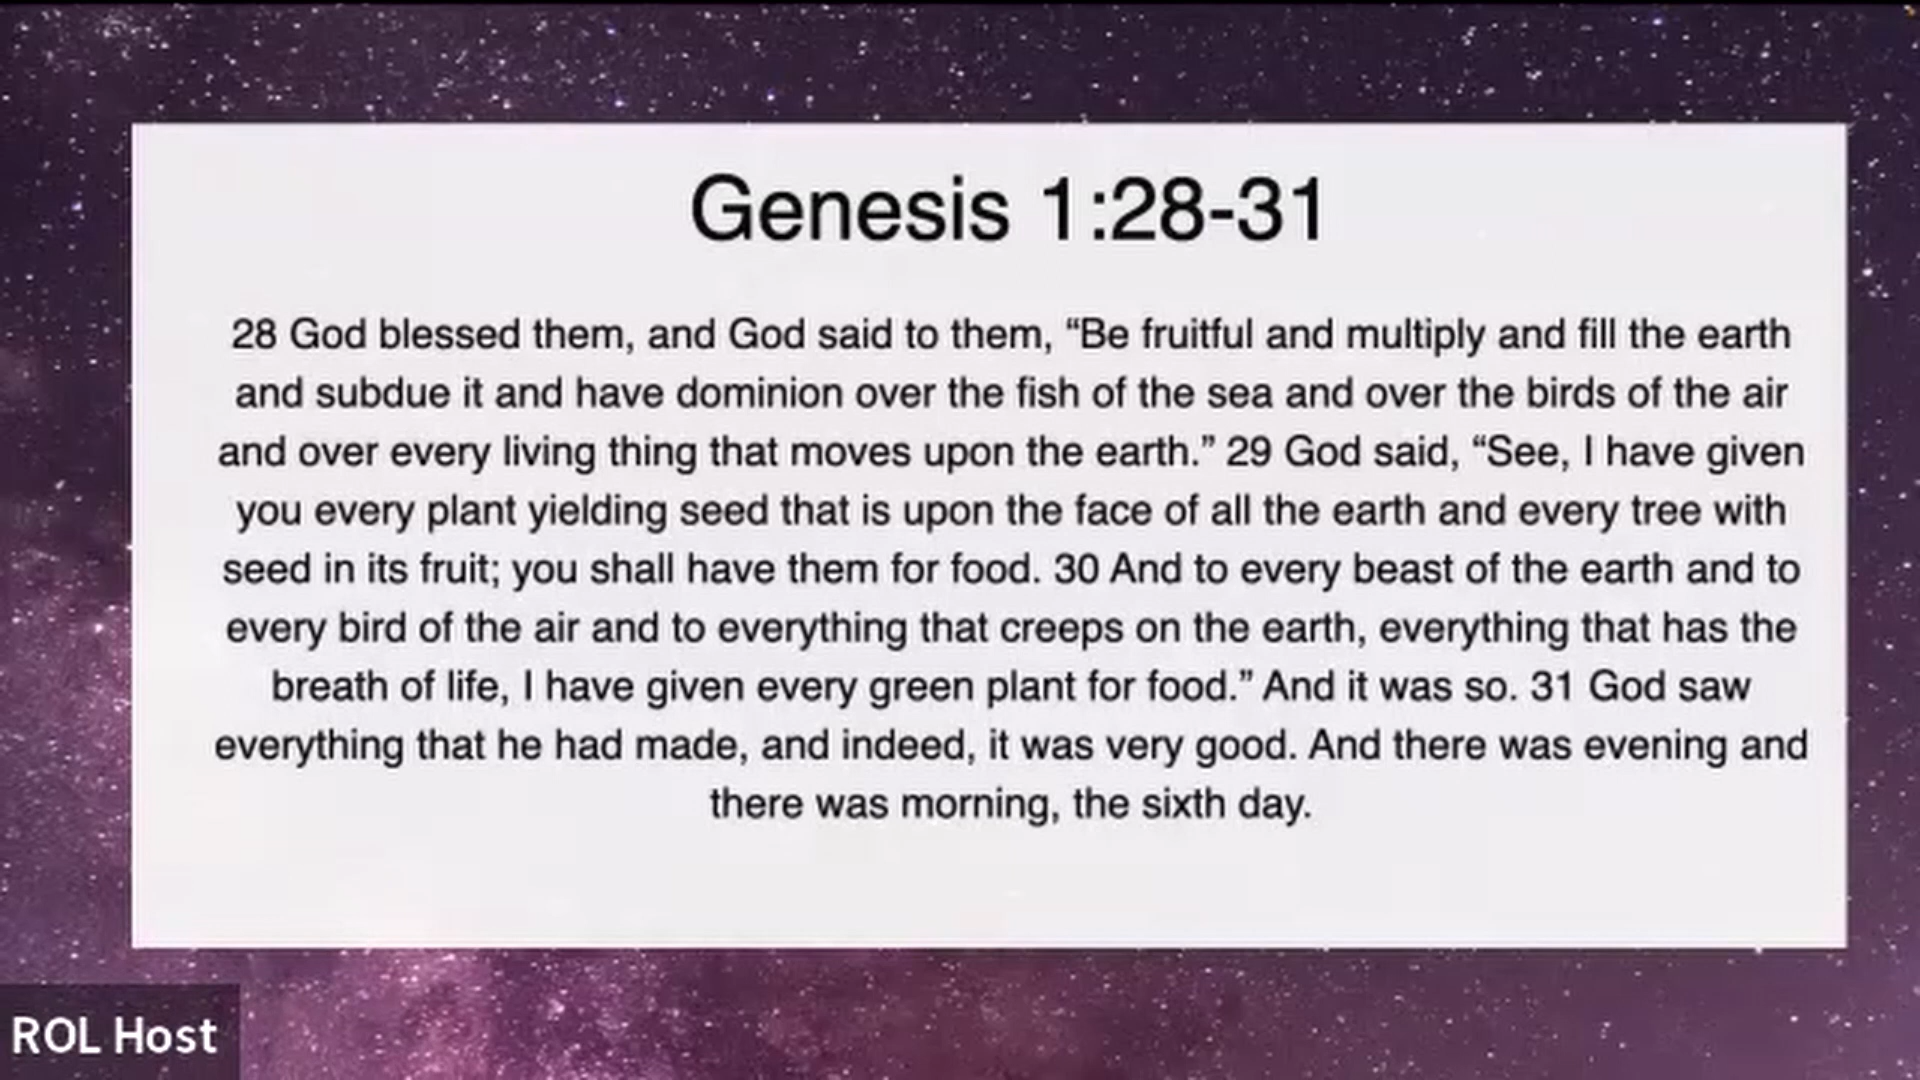 Genesis 1:28-31
28 God blessed them, and God said to them, “Be fruitful and multiply and fill the earth
and subdue it and have dominion over the fish of the sea and over the birds of the air
and over every living thing that moves upon the earth.” 29 God said, “See, I have given
you every plant yielding seed that is upon the face of all the earth and every tree with
seed in its fruit; you shall have them for food. 30 And to every beast of the earth and to
every bird of the air and to everything that creeps on the earth, everything that has the
breath of life, I have given every green plant for food.” And it was so. 31 God saw
everything that he had made, and indeed, it was very good. And there was evening and
there was morning, the sixth day.
ROL Host